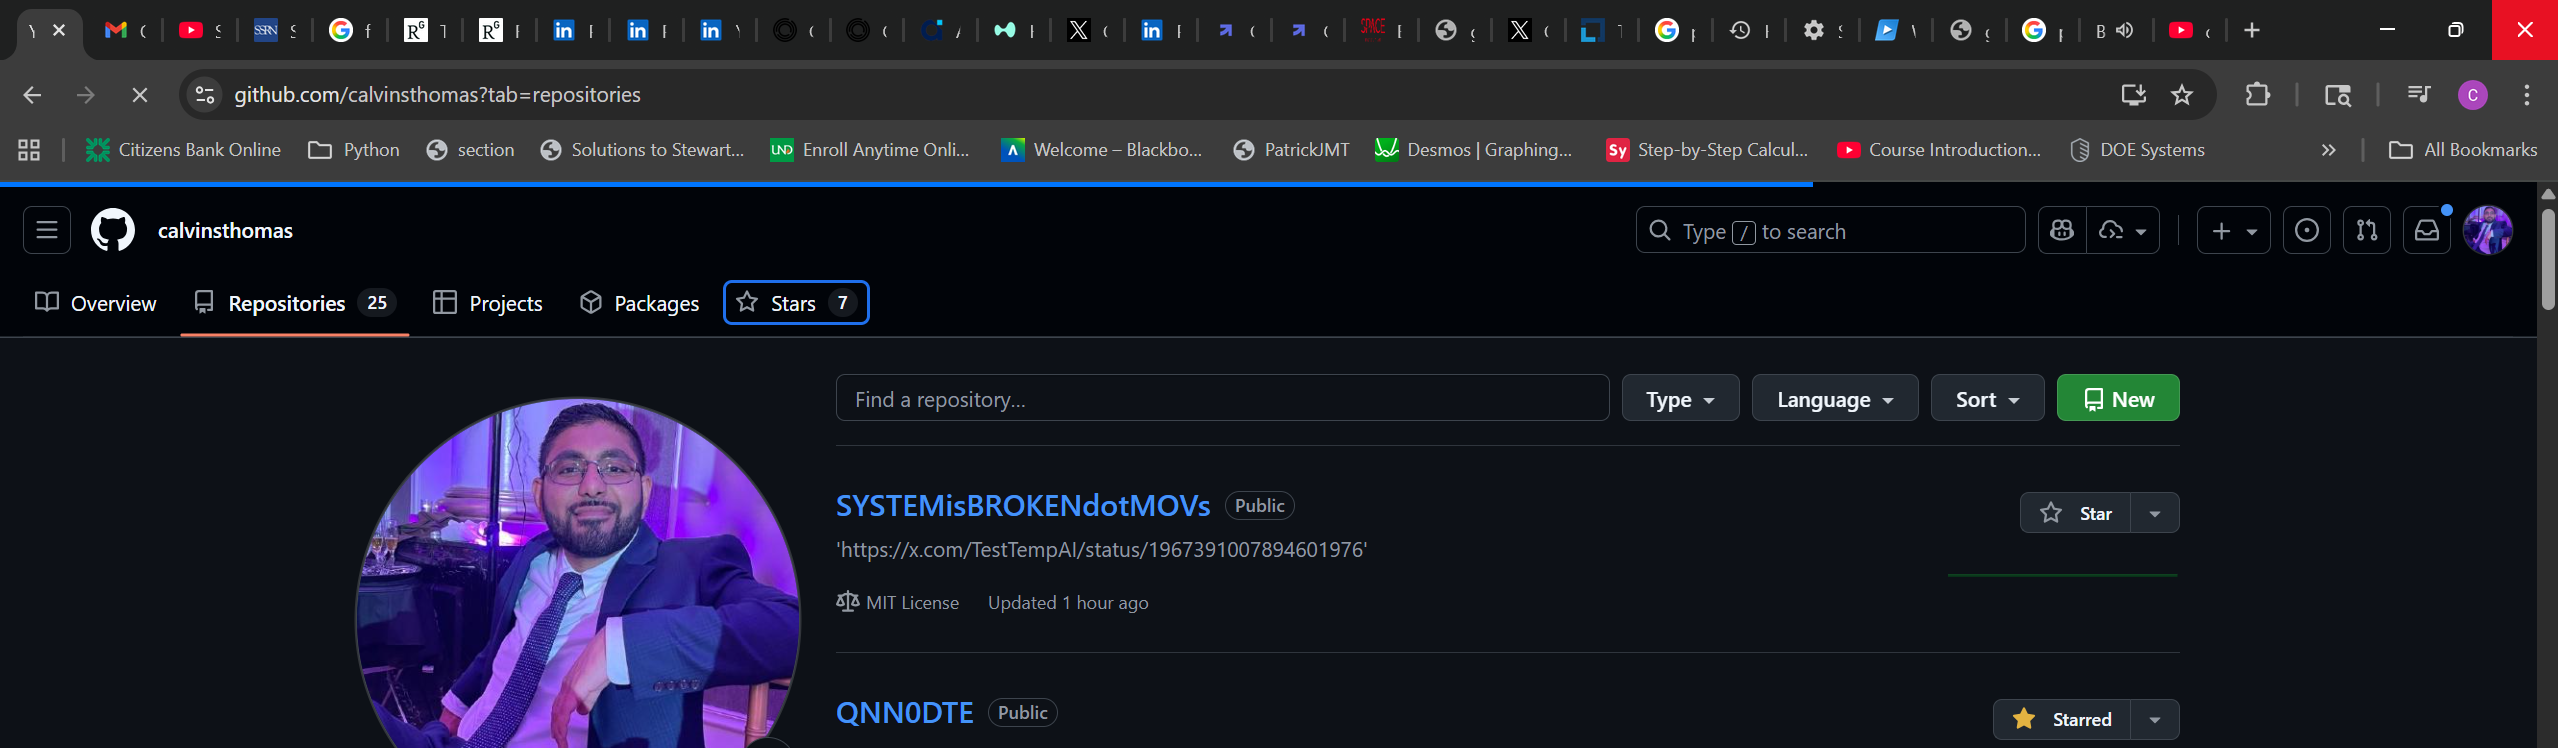 github.com/calvinsthomas?tab=repositories
Citizens Bank Online Python section Solutions to Stewart... Enroll Anytime Onli... Welcome – Blackbo... PatrickJMT Desmos | Graphing... Step-by-Step Calcul... Course Introduction... DOE Systems » All Bookmarks
calvinsthomas Type / to search
Overview Repositories 25 Projects Packages Stars 7
Find a repository... Type Language Sort New
SYSTEMisBROKENdotMOVs Public Star
'https://x.com/TestTempAI/status/1967391007894601976'
MIT License Updated 1 hour ago
QNN0DTE Public Starred